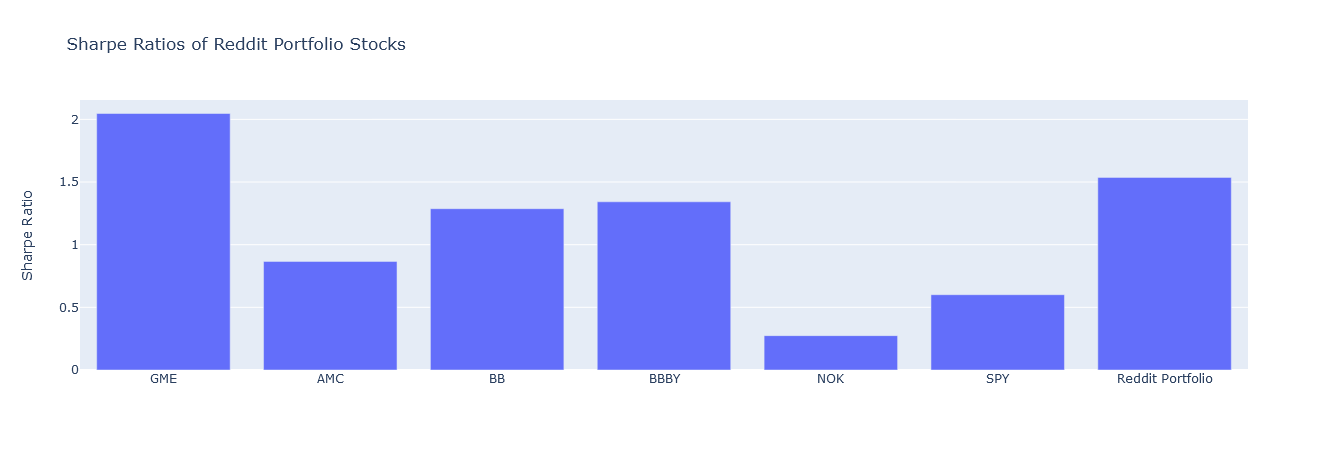 Sharpe Ratios of Reddit Portfolio Stocks
Sharpe Ratio
2
1.5
1
0.5
0
GME AMC BB BBBY NOK SPY Reddit Portfolio